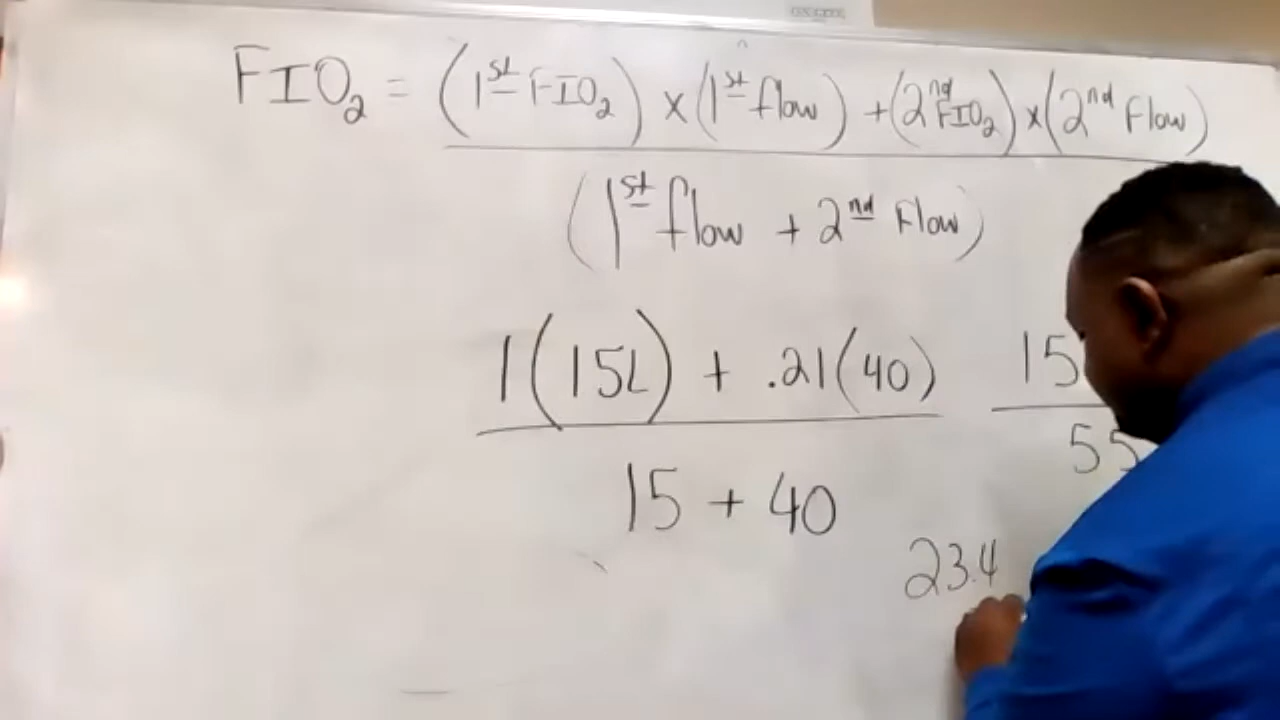 FIO₂ = (1st FIO₂) × (1st flow) + (2nd FIO₂) × (2nd Flow)
(1st flow + 2nd Flow)
1(15L) + .21(40) 15
15 + 40 55
23.4